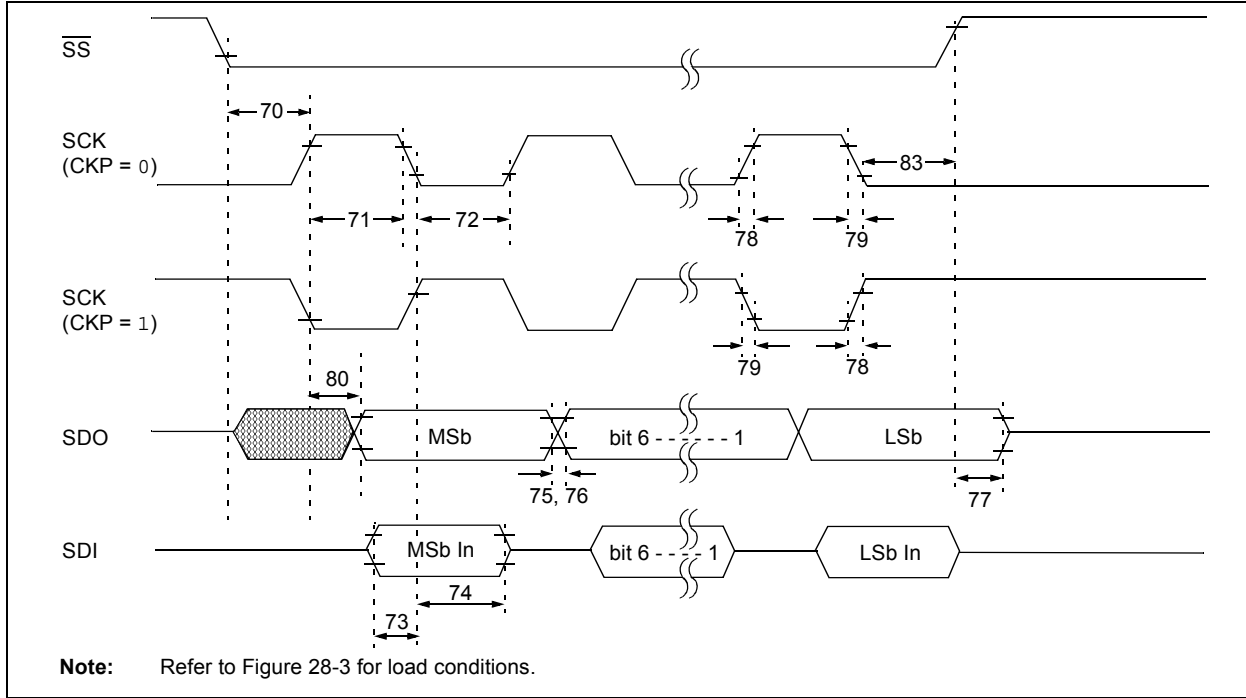 SS
70
SCK
(CKP = 0)
83
71
72
78
79
SCK
(CKP = 1)
79
78
80
SDO
MSb
bit 6 - - - - - - 1
LSb
75, 76
77
SDI
MSb In
bit 6 - - - - 1
LSb In
74
73
Note: Refer to Figure 28-3 for load conditions.